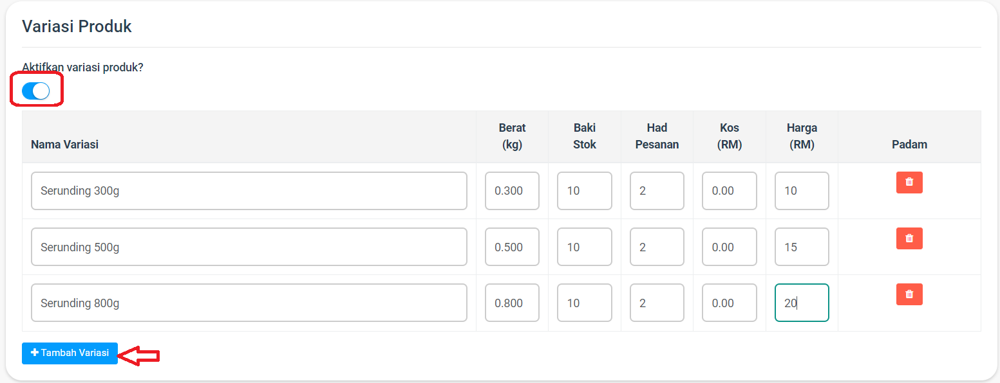 Variasi Produk
Aktifkan variasi produk?
Nama Variasi Berat (kg) Baki Stok Had Pesanan Kos (RM) Harga (RM) Padam
Serunding 300g 0.300 10 2 0.00 10
Serunding 500g 0.500 10 2 0.00 15
Serunding 800g 0.800 10 2 0.00 20
Tambah Variasi